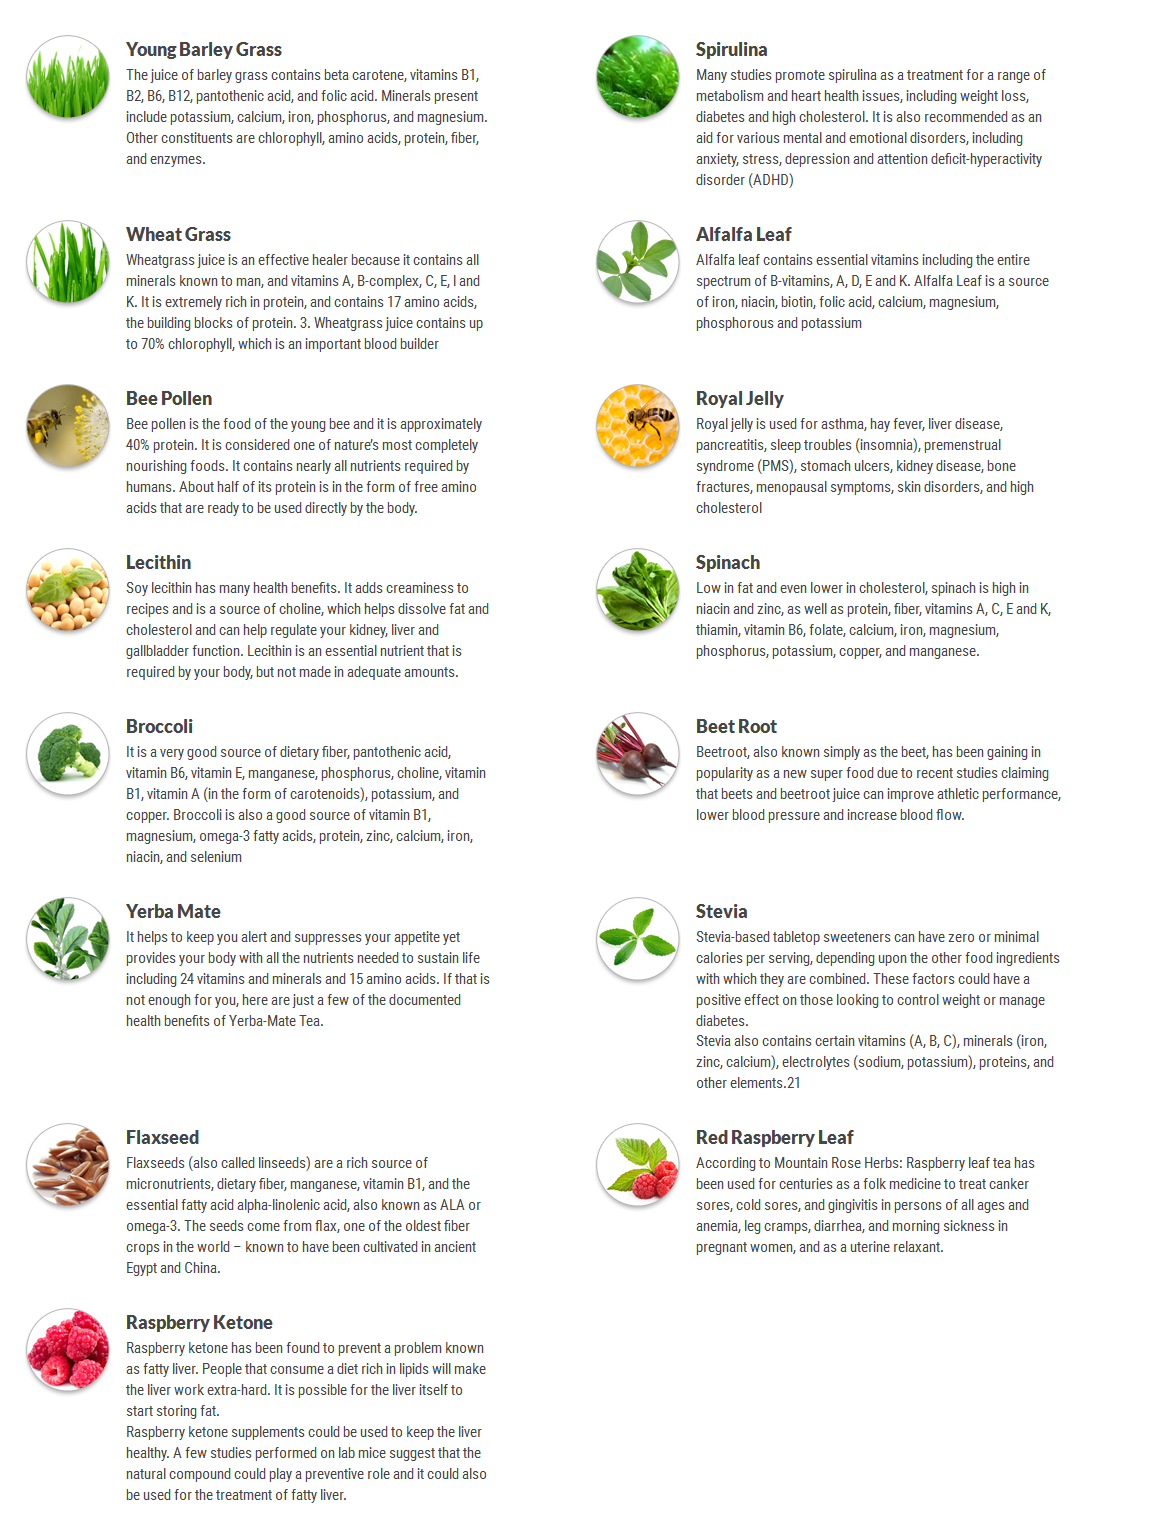 Young Barley Grass
The juice of barley grass contains beta carotene, vitamins B1,
B2, B6, B12, pantothenic acid, and folic acid. Minerals present
include potassium, calcium, iron, phosphorus, and magnesium.
Other constituents are chlorophyll, amino acids, protein, fiber,
and enzymes.
Spirulina
Many studies promote spirulina as a treatment for a range of
metabolism and heart health issues, including weight loss,
diabetes and high cholesterol. It is also recommended as an
aid for various mental and emotional disorders, including
anxiety, stress, depression and attention deficit-hyperactivity
disorder (ADHD)
Wheat Grass
Wheatgrass juice is an effective healer because it contains all
minerals known to man, and vitamins A, B-complex, C, E, l and
K. It is extremely rich in protein, and contains 17 amino acids,
the building blocks of protein. 3. Wheatgrass juice contains up
to 70% chlorophyll, which is an important blood builder
Alfalfa Leaf
Alfalfa leaf contains essential vitamins including the entire
spectrum of B-vitamins, A, D, E and K. Alfalfa Leaf is a source
of iron, niacin, biotin, folic acid, calcium, magnesium,
phosphorous and potassium
Bee Pollen
Bee pollen is the food of the young bee and it is approximately
40% protein. It is considered one of nature's most completely
nourishing foods. It contains nearly all nutrients required by
humans. About half of its protein is in the form of free amino
acids that are ready to be used directly by the body.
Royal Jelly
Royal jelly is used for asthma, hay fever, liver disease,
pancreatitis, sleep troubles (insomnia), premenstrual
syndrome (PMS), stomach ulcers, kidney disease, bone
fractures, menopausal symptoms, skin disorders, and high
cholesterol
Lecithin
Soy lecithin has many health benefits. It adds creaminess to
recipes and is a source of choline, which helps dissolve fat and
cholesterol and can help regulate your kidney, liver and
gallbladder function. Lecithin is an essential nutrient that is
required by your body, but not made in adequate amounts.
Spinach
Low in fat and even lower in cholesterol, spinach is high in
niacin and zinc, as well as protein, fiber, vitamins A, C, E and K,
thiamin, vitamin B6, folate, calcium, iron, magnesium,
phosphorus, potassium, copper, and manganese.
Broccoli
It is a very good source of dietary fiber, pantothenic acid,
vitamin B6, vitamin E, manganese, phosphorus, choline, vitamin
B1, vitamin A (in the form of carotenoids), potassium, and
copper. Broccoli is also a good source of vitamin B1,
magnesium, omega-3 fatty acids, protein, zinc, calcium, iron,
niacin, and selenium
Beet Root
Beetroot, also known simply as the beet, has been gaining in
popularity as a new super food due to recent studies claiming
that beets and beetroot juice can improve athletic performance,
lower blood pressure and increase blood flow.
Yerba Mate
It helps to keep you alert and suppresses your appetite yet
provides your body with all the nutrients needed to sustain life
including 24 vitamins and minerals and 15 amino acids. If that is
not enough for you, here are just a few of the documented
health benefits of Yerba-Mate Tea.
Stevia
Stevia-based tabletop sweeteners can have zero or minimal
calories per serving, depending upon the other food ingredients
with which they are combined. These factors could have a
positive effect on those looking to control weight or manage
diabetes.
Stevia also contains certain vitamins (A, B, C), minerals (iron,
zinc, calcium), electrolytes (sodium, potassium), proteins, and
other elements.21
Flaxseed
Flaxseeds (also called linseeds) are a rich source of
micronutrients, dietary fiber, manganese, vitamin B1, and the
essential fatty acid alpha-linolenic acid, also known as ALA or
omega-3. The seeds come from flax, one of the oldest fiber
crops in the world – known to have been cultivated in ancient
Egypt and China.
Red Raspberry Leaf
According to Mountain Rose Herbs: Raspberry leaf tea has
been used for centuries as a folk medicine to treat canker
sores, cold sores, and gingivitis in persons of all ages and
anemia, leg cramps, diarrhea, and morning sickness in
pregnant women, and as a uterine relaxant.
Raspberry Ketone
Raspberry ketone has been found to prevent a problem known
as fatty liver. People that consume a diet rich in lipids will make
the liver work extra-hard. It is possible for the liver itself to
start storing fat.
Raspberry ketone supplements could be used to keep the liver
healthy. A few studies performed on lab mice suggest that the
natural compound could play a preventive role and it could also
be used for the treatment of fatty liver.